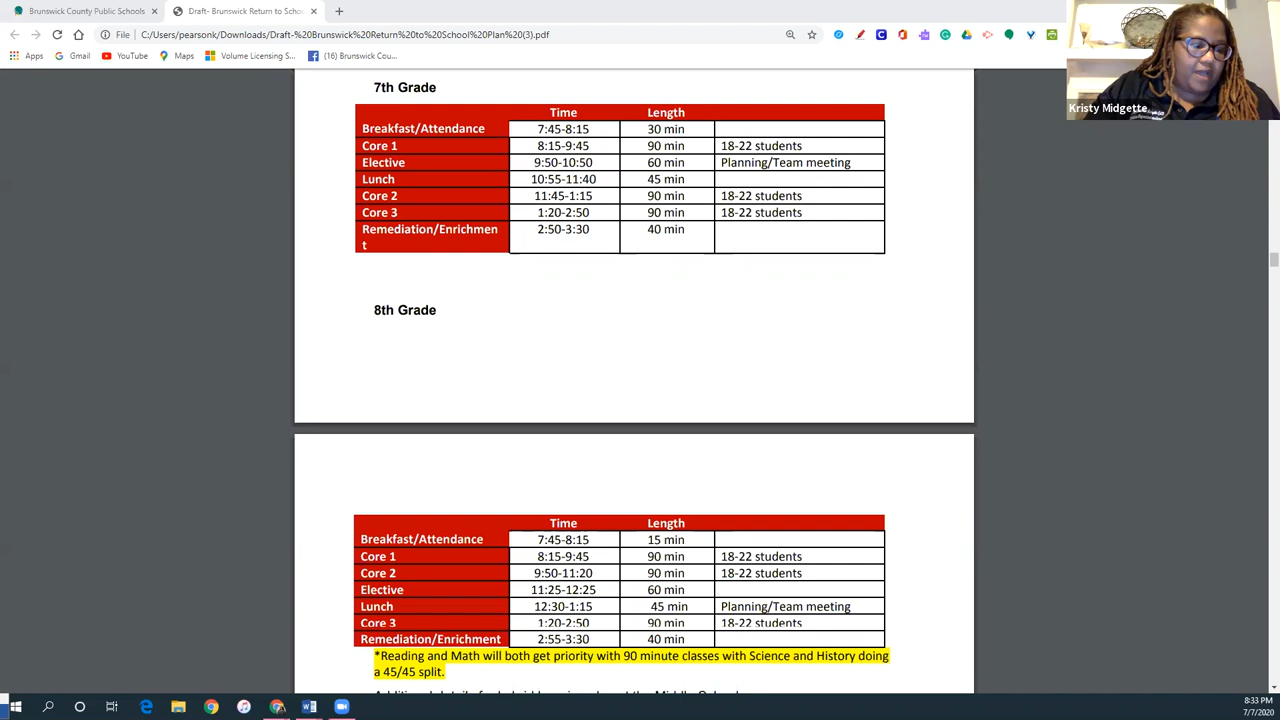 Brunswick County Public Schools
Draft- Brunswick Return to Schoo
File
C:/Users/pearsonk/Downloads/Draft-%20Brunswick%20Return%20to%20School%20Plan%20(3).pdf
Apps
Gmail
YouTube
Maps
Volume Licensing S...
(16) Brunswick Cou...
Kristy Midgette
7th Grade
Time Length
Breakfast/Attendance 7:45-8:15 30 min
Core 1 8:15-9:45 90 min 18-22 students
Elective 9:50-10:50 60 min Planning/Team meeting
Lunch 10:55-11:40 45 min
Core 2 11:45-1:15 90 min 18-22 students
Core 3 1:20-2:50 90 min 18-22 students
Remediation/Enrichmen 2:50-3:30 40 min
t
8th Grade
Time Length
Breakfast/Attendance 7:45-8:15 15 min
Core 1 8:15-9:45 90 min 18-22 students
Core 2 9:50-11:20 90 min 18-22 students
Elective 11:25-12:25 60 min
Lunch 12:30-1:15 45 min Planning/Team meeting
Core 3 1:20-2:50 90 min 18-22 students
Remediation/Enrichment 2:55-3:30 40 min
*Reading and Math will both get priority with 90 minute classes with Science and History doing
a 45/45 split.
8:33 PM
7/7/2020